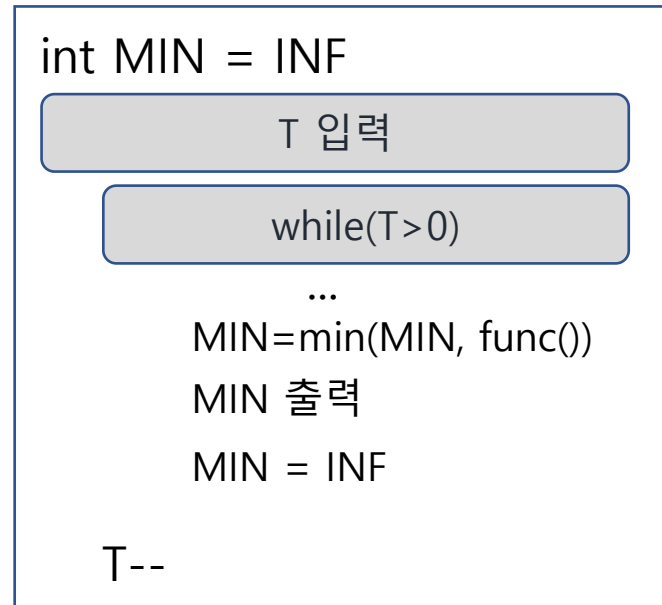 int MIN = INF
T 입력
while(T>0)
...
MIN=min(MIN, func())
MIN 출력
MIN = INF
T--